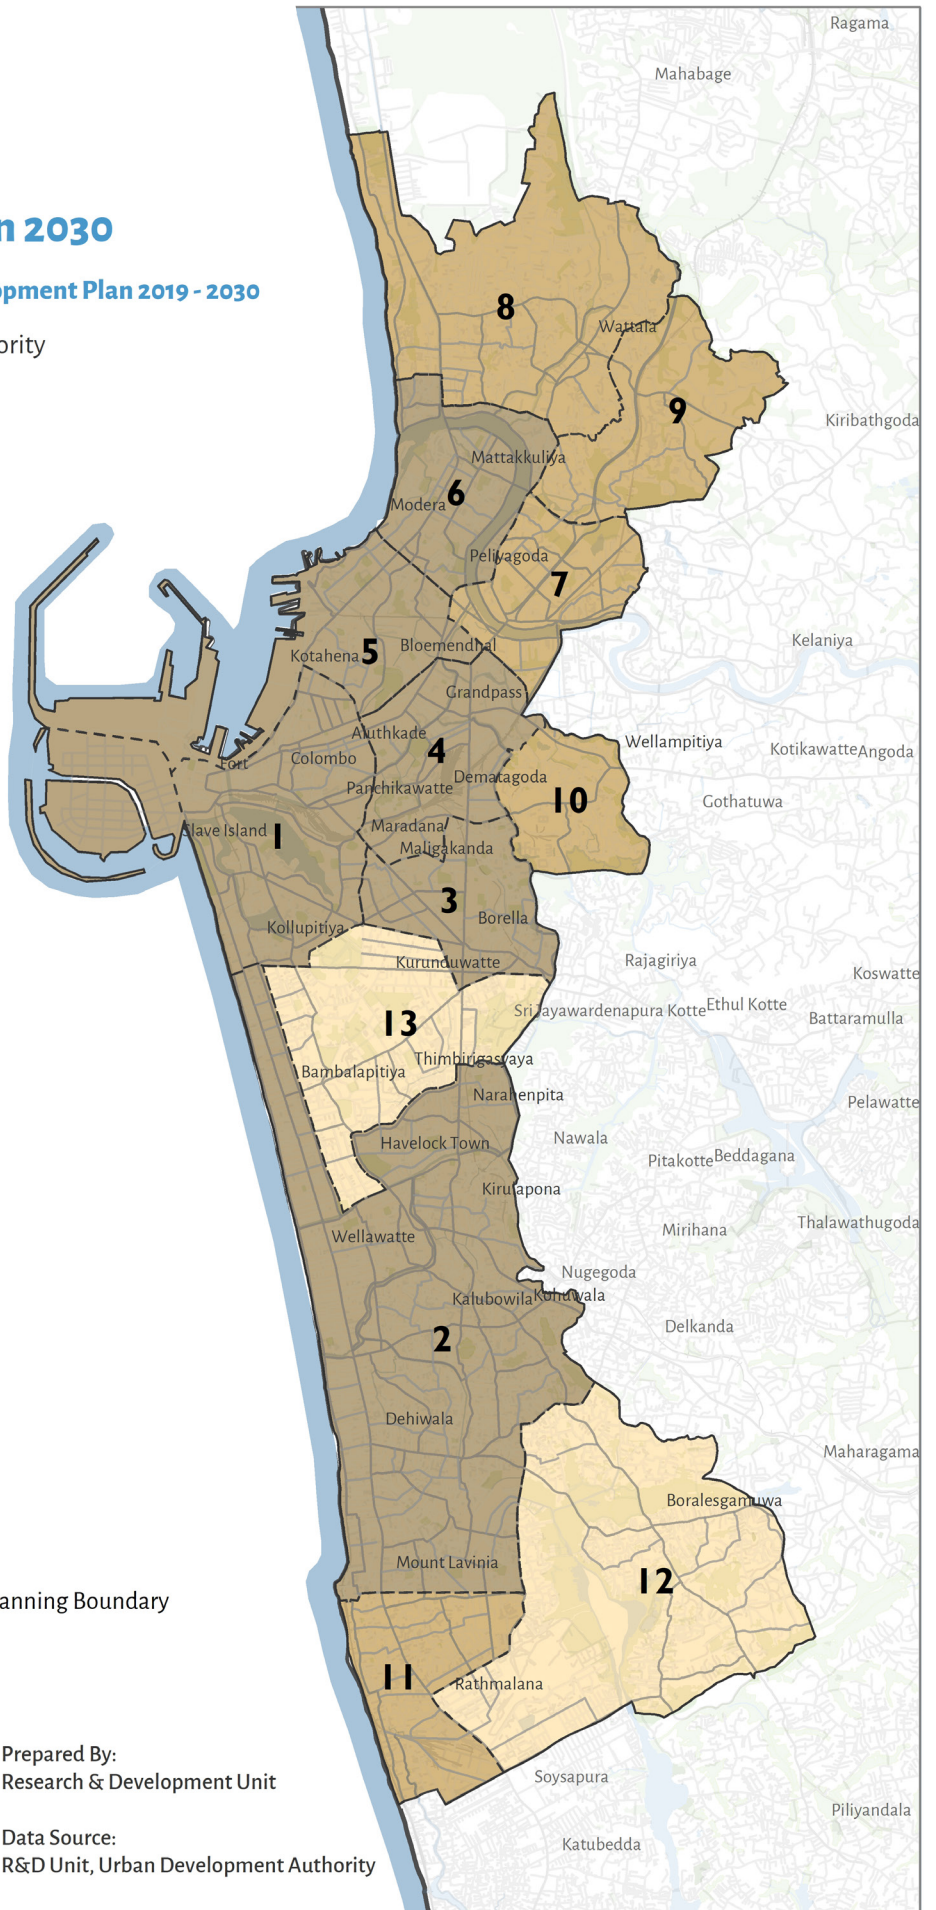 Ragama
Mahabage
n 2030
opment Plan 2019 - 2030
8
Wattala
ority
9
Kiribathgoda
Mattakkuliya
6
Modera
Peliyagoda
7
Kelaniya
Bloemendhal
5
Kotahena
Grandpass
Aluthkade
Wellampitiya
4
KotikawatteAngoda
Colombo
Fort
Dematagoda
Panchikawatte
10
Gothatuwa
Maradana
Slave Island
1
Maligakanda
3
Borella
Kollupitiya
Kurunduwatte
Rajagiriya
Koswatte
Ethul Kotte
Sri Jayawardenapura Kotte
Battaramulla
13
Thimbirigasyaya
Bambalapitiya
Narahenpita
Pelawatte
Nawala
Havelock Town
Beddagana
Pitakotte
Kirulapona
Thalawathugoda
Mirihana
Wellawatte
Nugegoda
Kohuwala
Kalubowila
Delkanda
2
Dehiwala
Maharagama
Boralesgamuwa
Mount Lavinia
12
anning Boundary
11
Rathmalana
Prepared By:
Soysapura
Research & Development Unit
Piliyandala
Data Source:
Katubedda
R&D Unit, Urban Development Authority